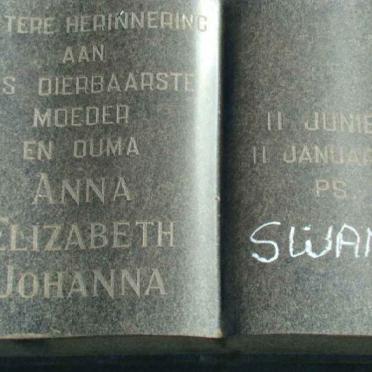 TERE HERINNERING
AAN
S DIERBAARSTE
MOEDER
EN OUMA
ANNA
ELIZABETH
JOHANNA
11 JUNIE
11 JANUA
PS.
SWAN